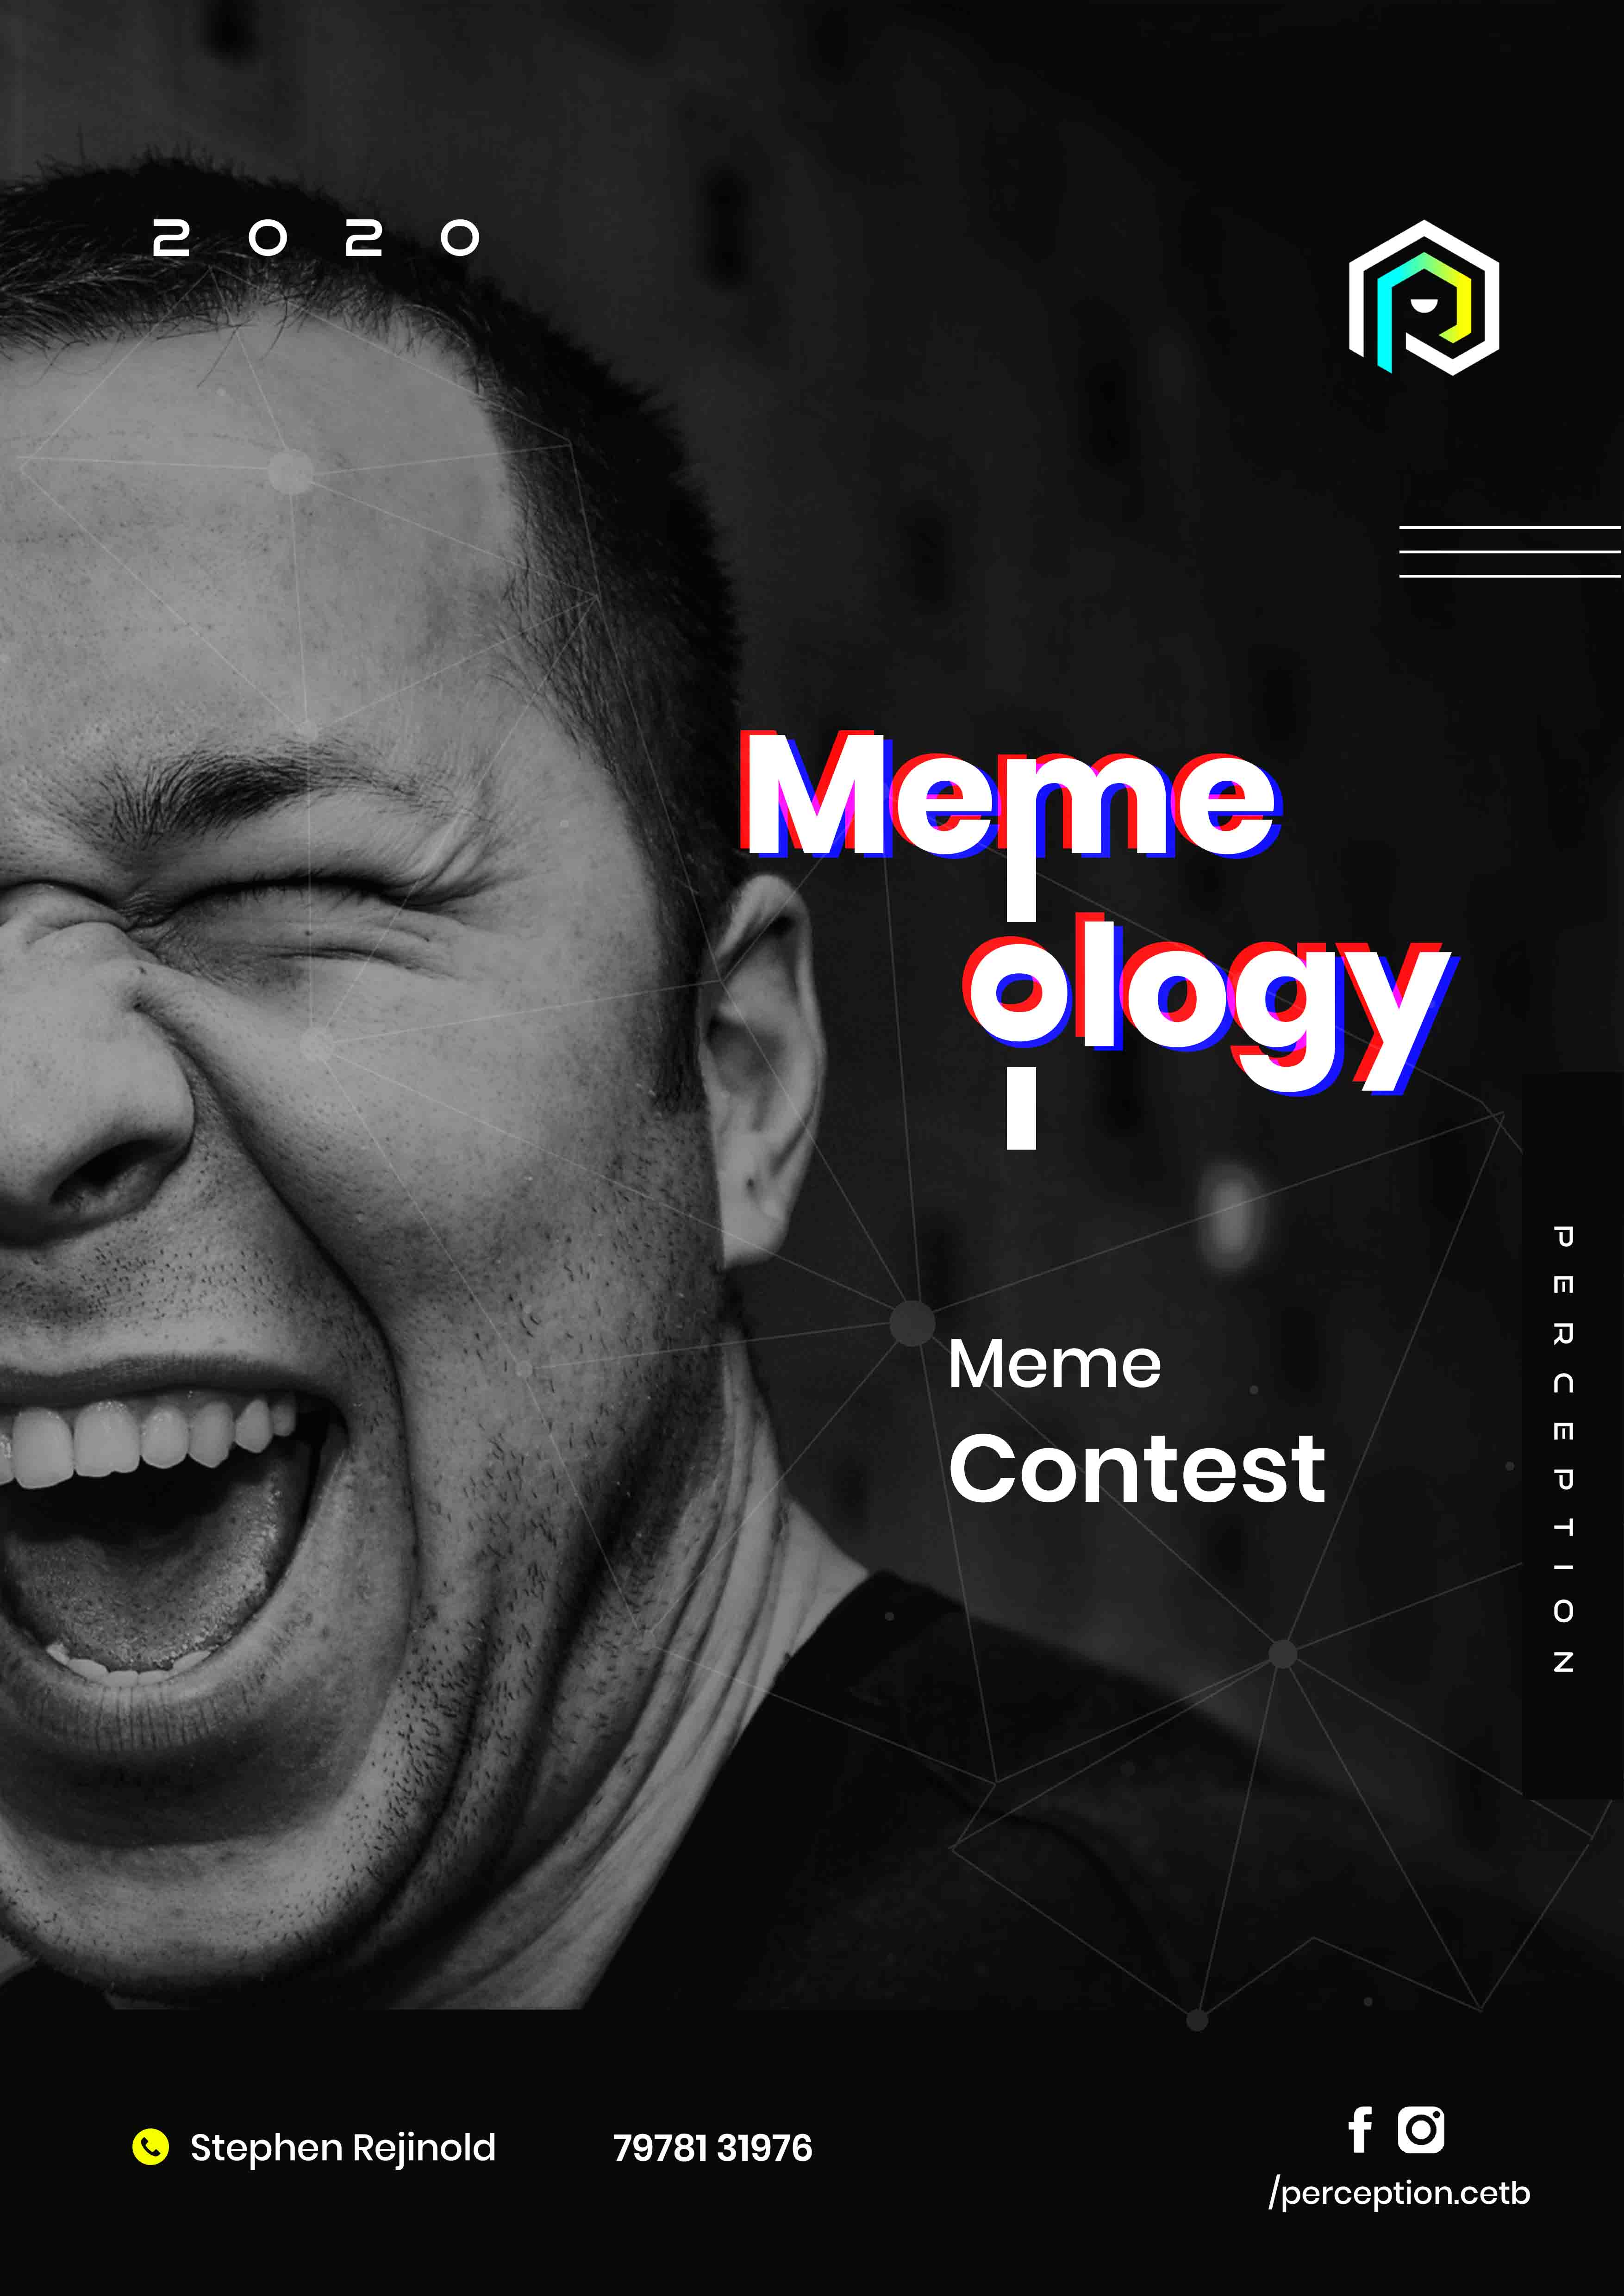 2020
Meme
ology
Meme
Contest
PERCEPTION
Stephen Rejinold 79781 31976
/perception.cetb